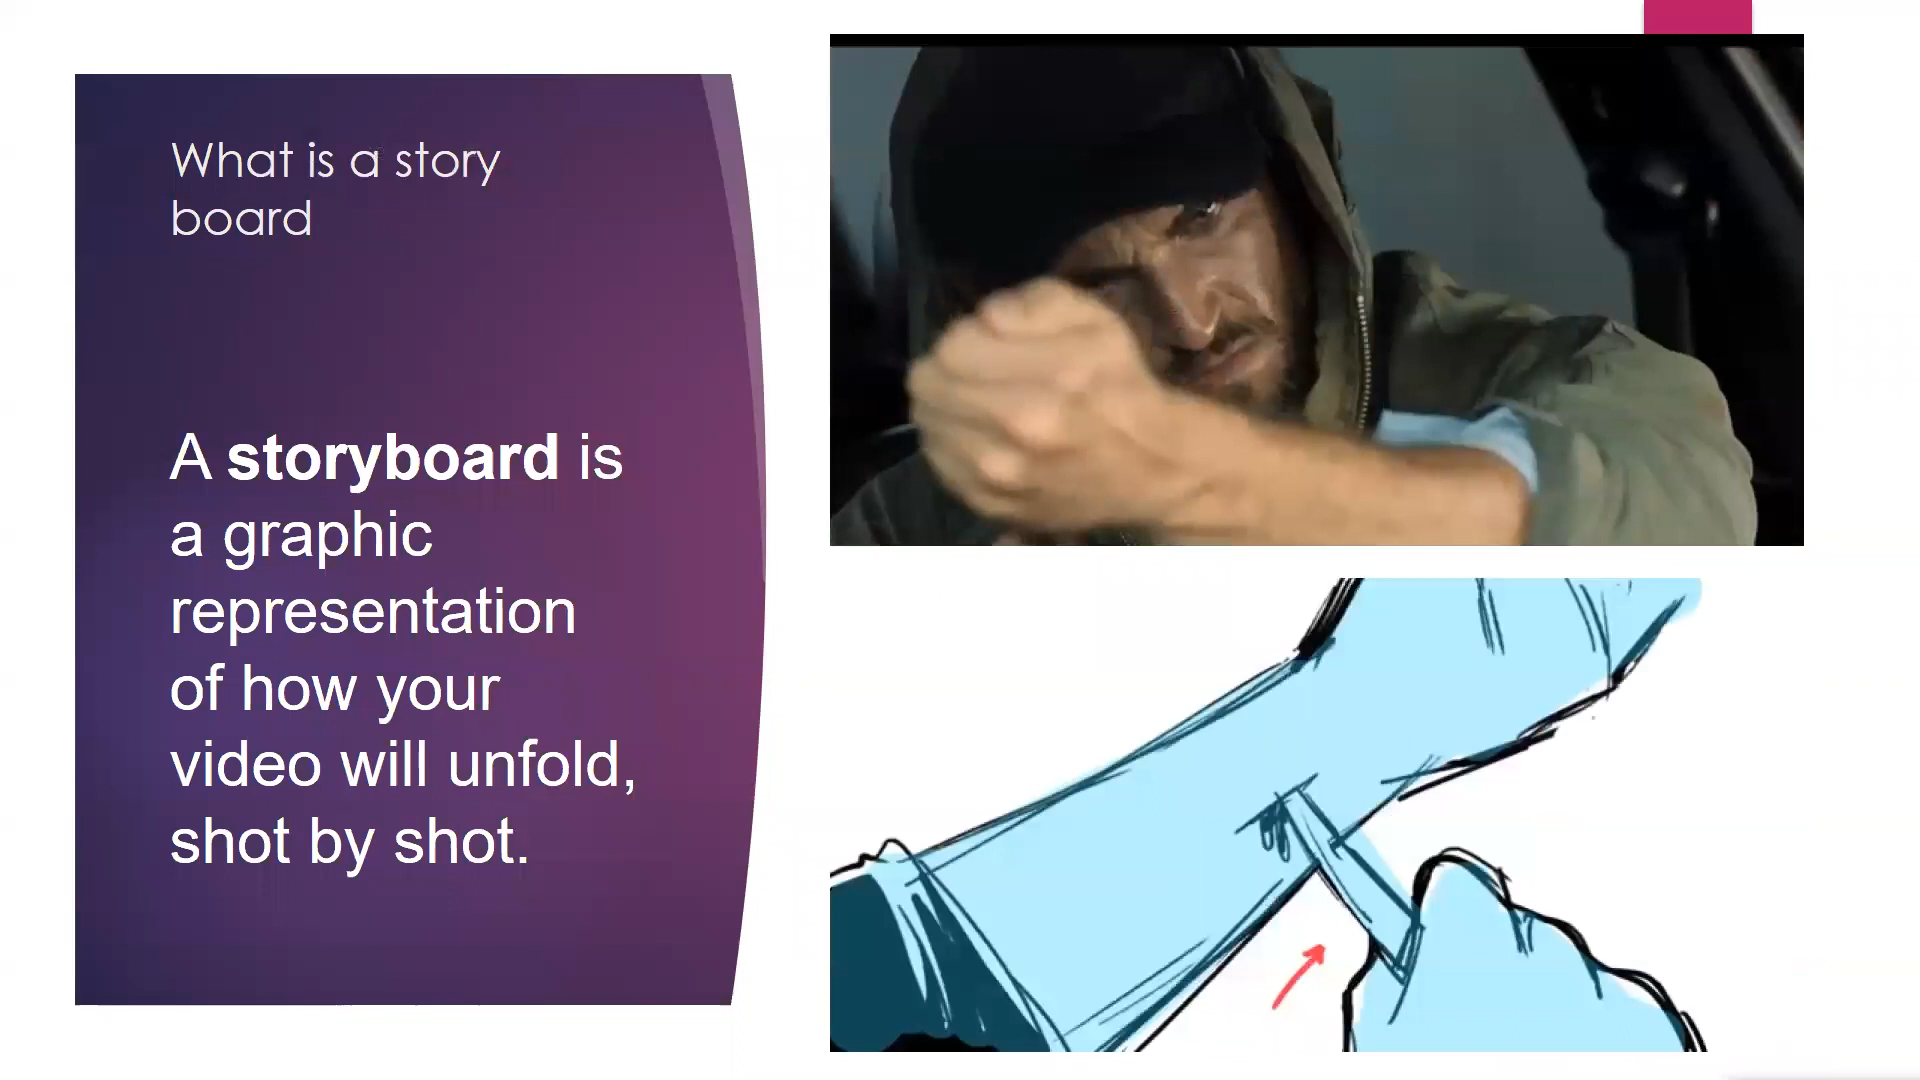 What is a story
board
A storyboard is
a graphic
representation
of how your
video will unfold,
shot by shot.